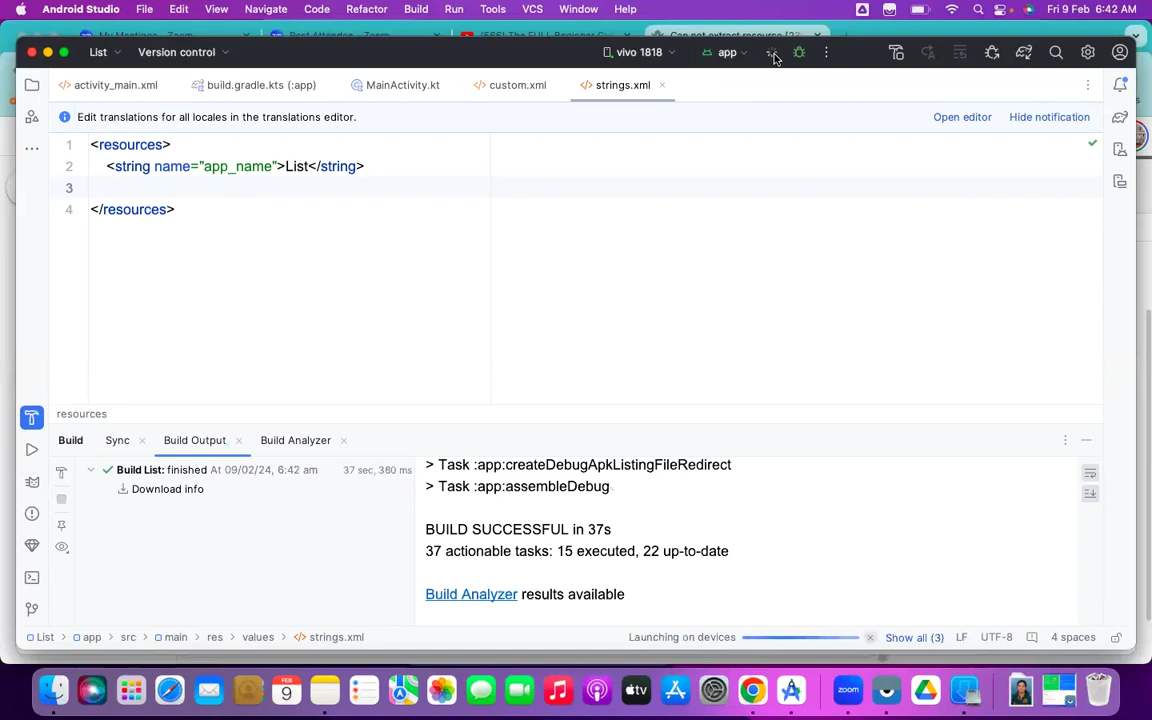 Android Studio File Edit View Navigate Code Refactor Build Run Tools VCS Window Help Fri 9 Feb 6:42 AM
List Version control vivo 1818 app
activity_main.xml build.gradle.kts (:app) MainActivity.kt custom.xml strings.xml
Edit translations for all locales in the translations editor. Open editor Hide notification
1 <resources>
2 <string name="app_name">List</string>
3
4 </resources>
resources
Build Sync Build Output Build Analyzer
Build List: finished At 09/02/24, 6:42 am 37 sec, 360 ms
Download info
> Task :app:createDebugApkListingFileRedirect
> Task :app:assembleDebug
BUILD SUCCESSFUL in 37s
37 actionable tasks: 15 executed, 22 up-to-date
Build Analyzer results available
List > app > src > main > res > values > strings.xml Launching on devices Show all (3) LF UTF-8 4 spaces
FEB
9
tv
zoom